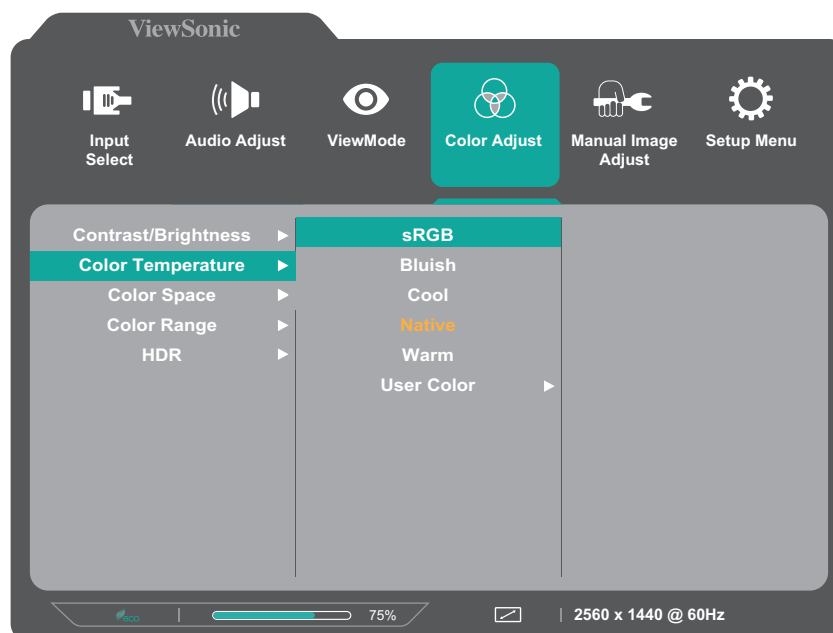 ViewSonic
Input
Select
Audio Adjust
ViewMode
Color Adjust
Manual Image
Adjust
Setup Menu
Contrast/Brightness
Color Temperature
Color Space
Color Range
HDR
sRGB
Bluish
Cool
Native
Warm
User Color
eco
75%
2560 x 1440 @ 60Hz